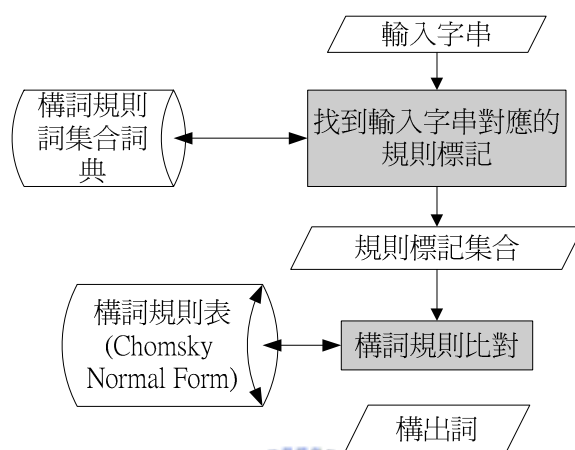 輸入字串
構詞規則
詞集合詞
典
找到輸入字串對應的
規則標記
規則標記集合
構詞規則表
(Chomsky
Normal Form)
構詞規則比對
構出詞